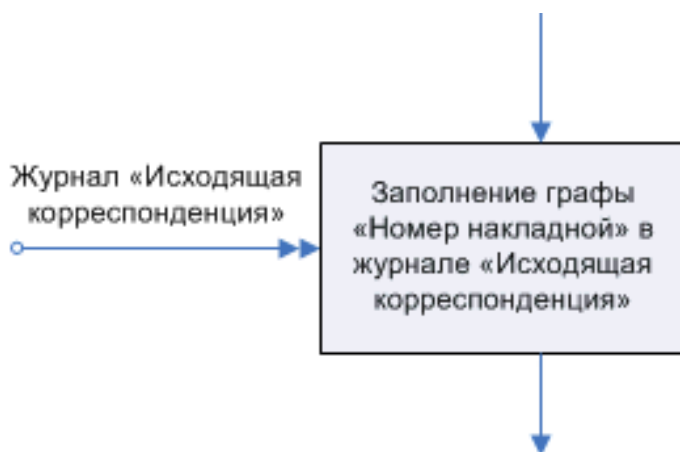 Журнал «Исходящая
корреспонденция»
Заполнение графы
«Номер накладной» в
журнале «Исходящая
корреспонденция»